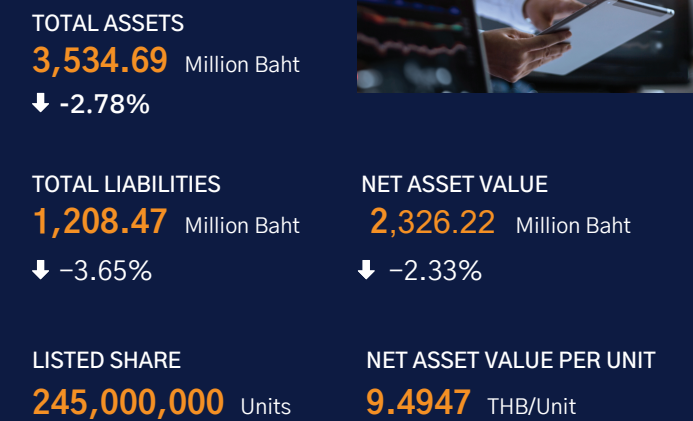 TOTAL ASSETS
3,534.69 Million Baht
-2.78%
TOTAL LIABILITIES
1,208.47 Million Baht
-3.65%
NET ASSET VALUE
2,326.22 Million Baht
-2.33%
LISTED SHARE
245,000,000 Units
NET ASSET VALUE PER UNIT
9.4947 THB/Unit